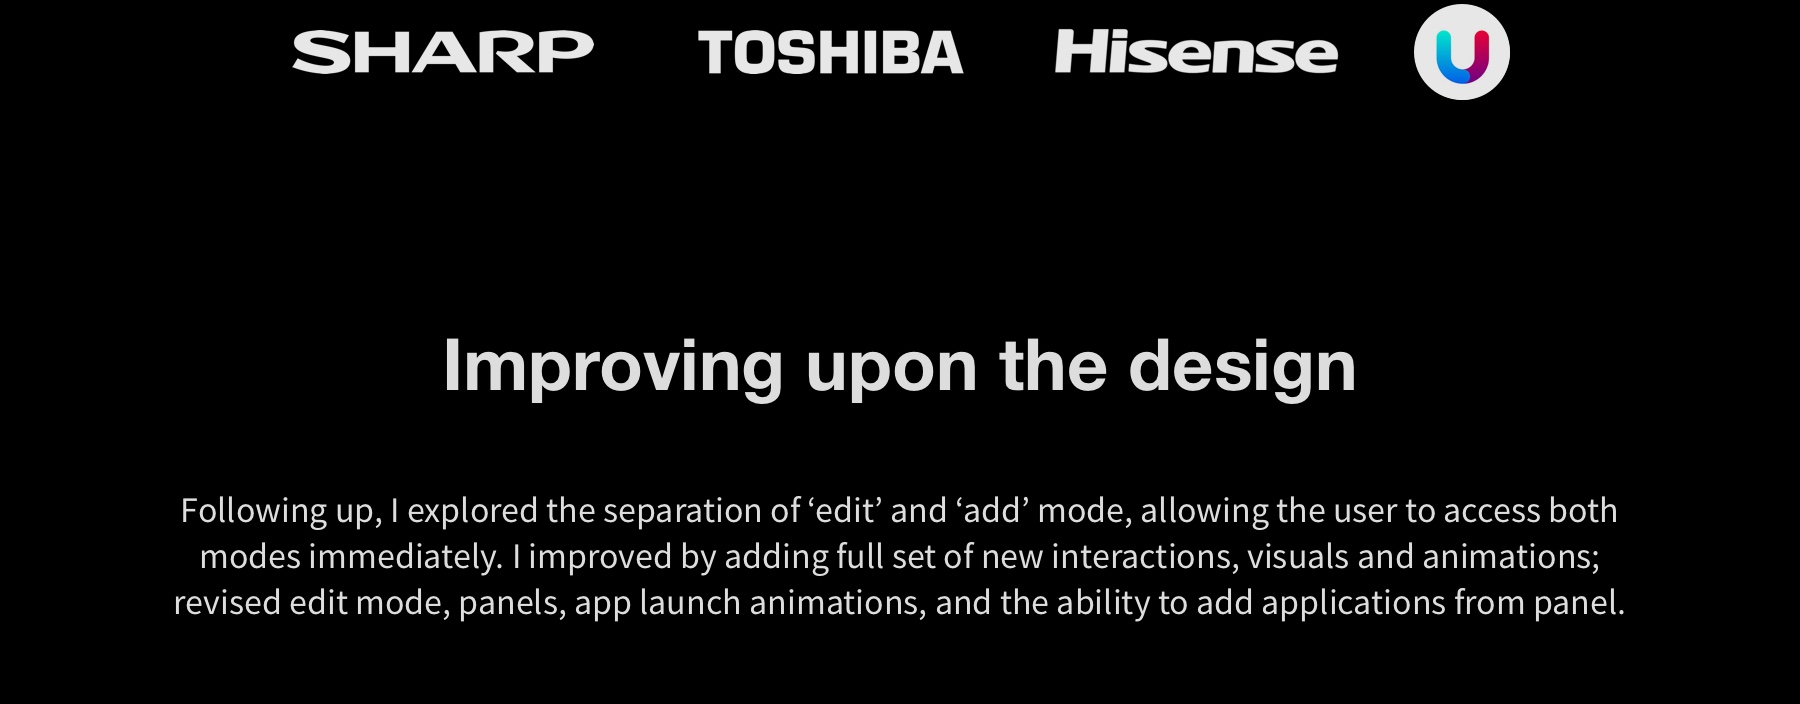 SHARP TOSHIBA Hisense U
Improving upon the design
Following up, I explored the separation of ‘edit’ and ‘add’ mode, allowing the user to access both
modes immediately. I improved by adding full set of new interactions, visuals and animations;
revised edit mode, panels, app launch animations, and the ability to add applications from panel.